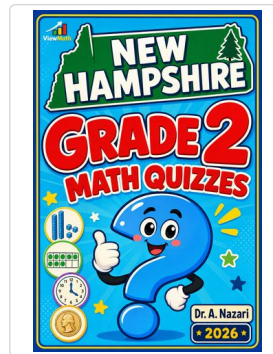 ViewMath
NEW
HAMPSHIRE
GRADE 2
MATH QUIZZES
Dr. A. Nazari
2026